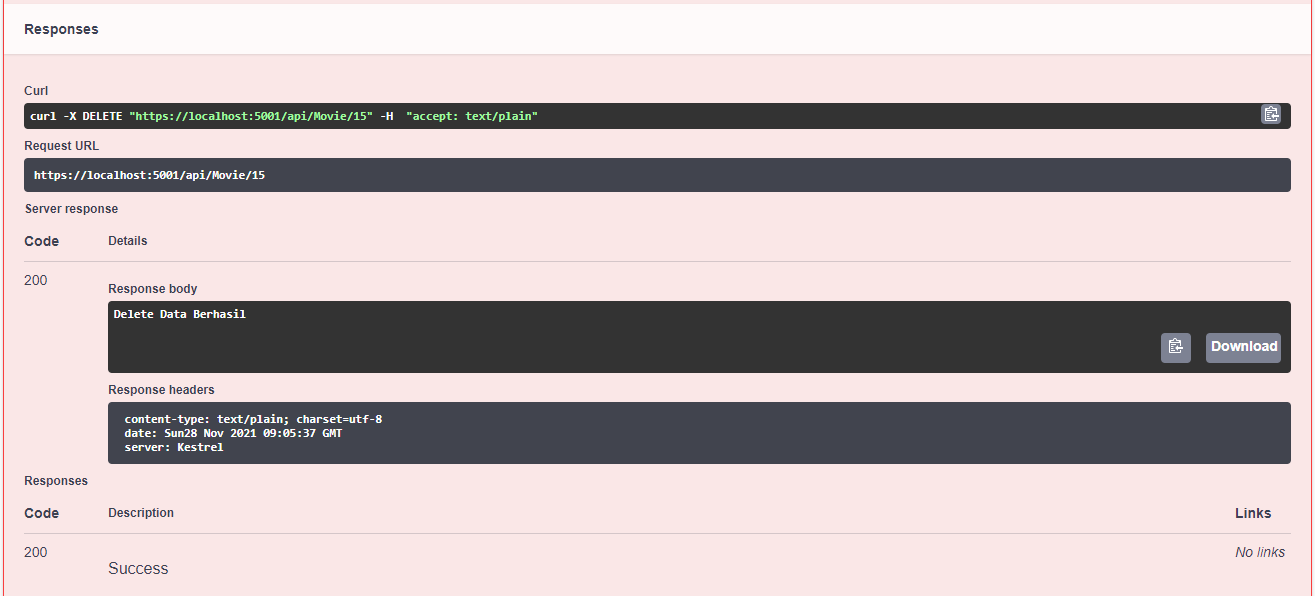 Responses
Curl
curl -X DELETE "https://localhost:5001/api/Movie/15" -H  "accept: text/plain"
Request URL
https://localhost:5001/api/Movie/15
Server response
Code Details
200
Response body
Delete Data Berhasil
Download
Response headers
content-type: text/plain; charset=utf-8
date: Sun28 Nov 2021 09:05:37 GMT
server: Kestrel
Responses
Code Description Links
200 No links
Success